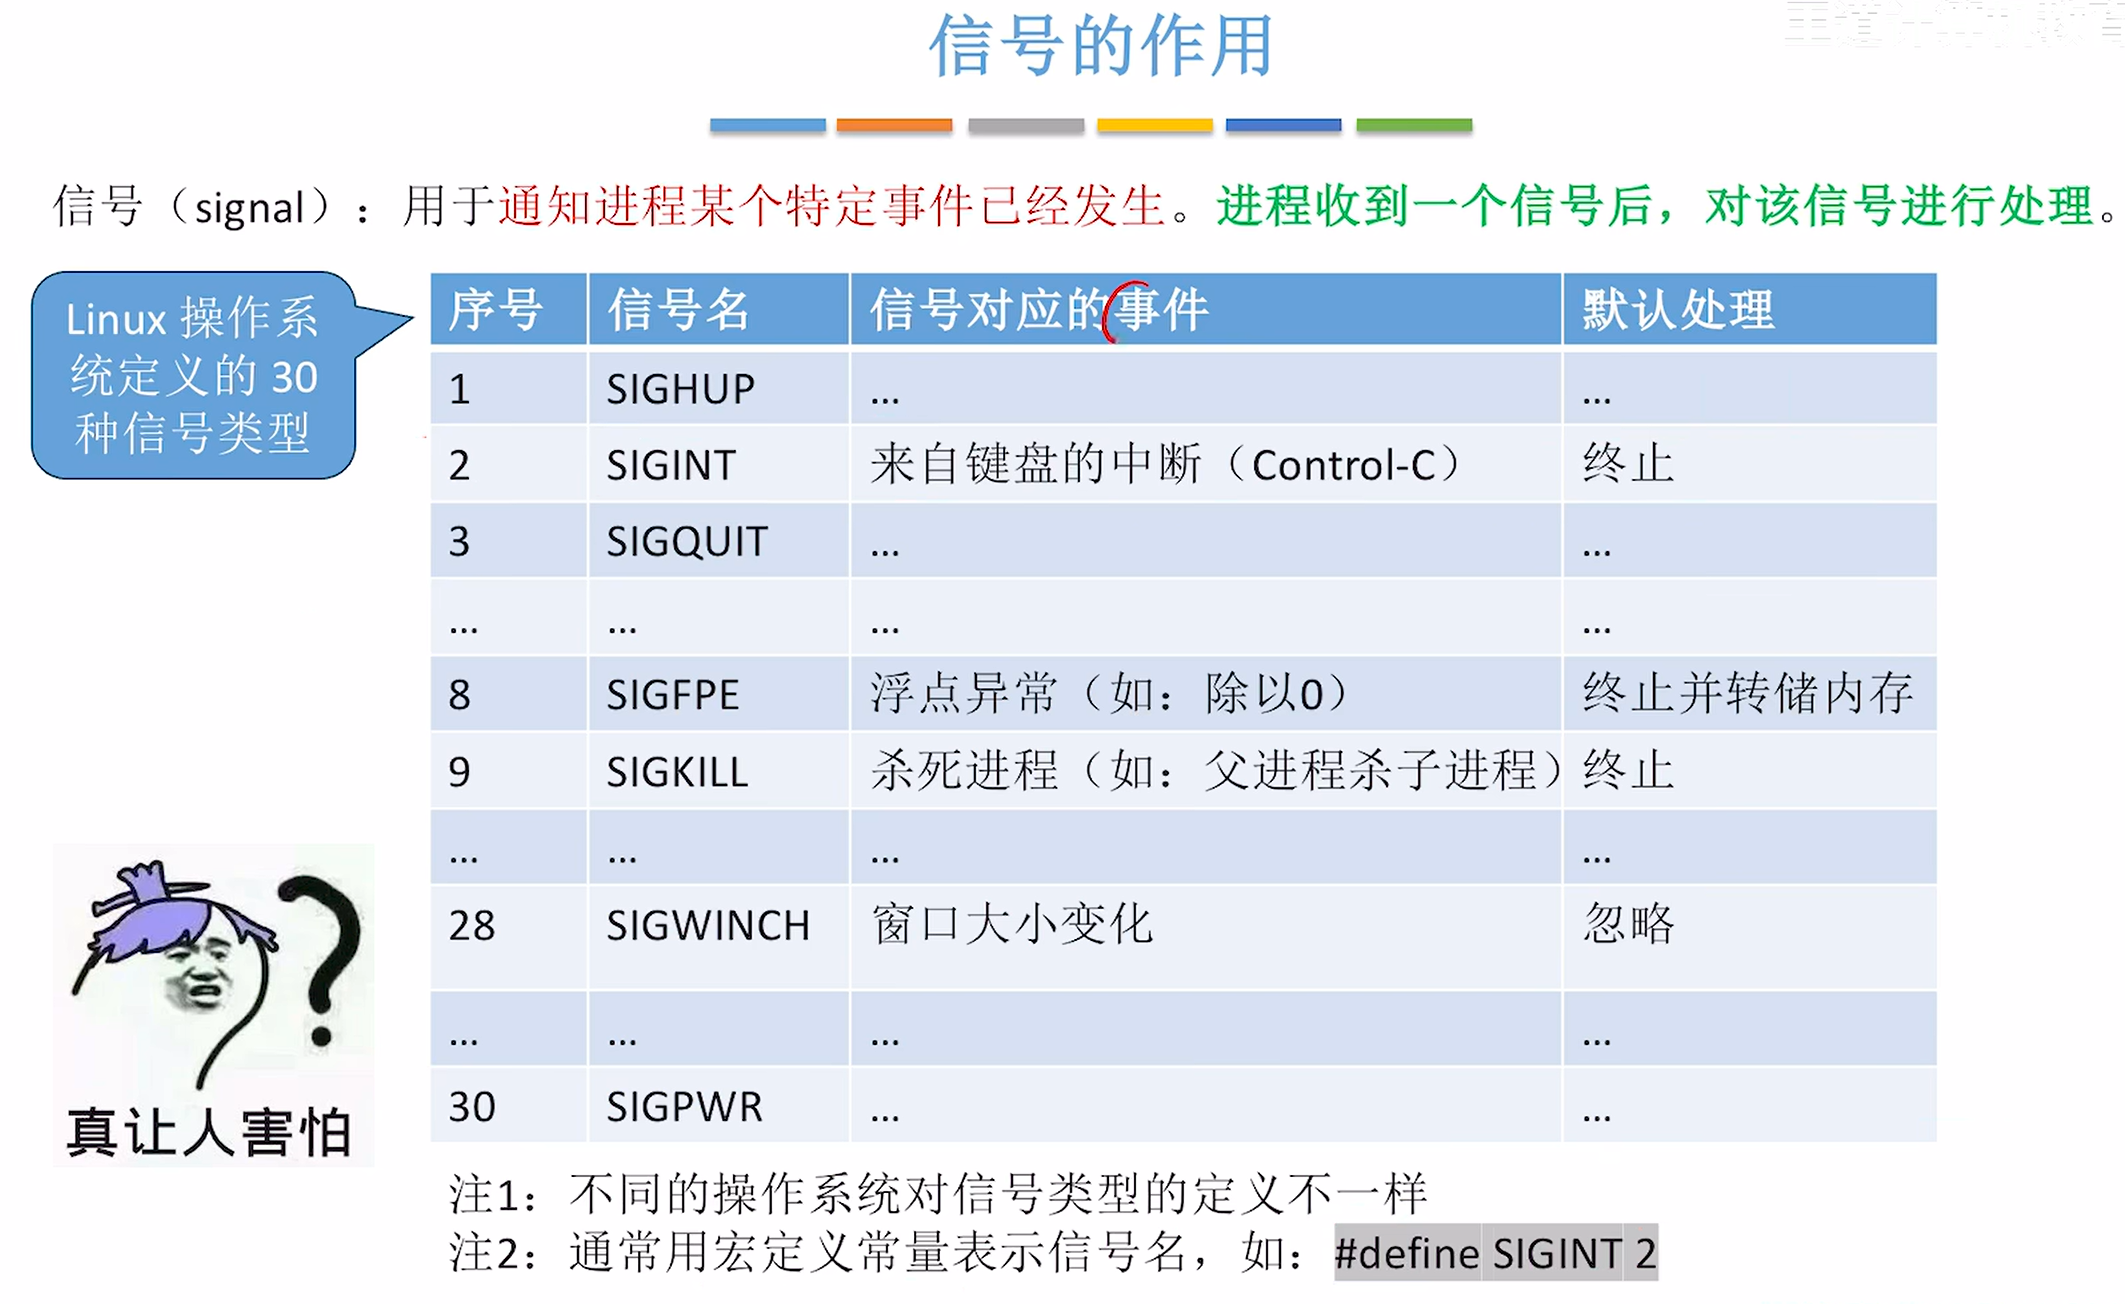 王道计算机教育
信号的作用
信号（signal）：用于通知进程某个特定事件已经发生。进程收到一个信号后，对该信号进行处理。
Linux 操作系
统定义的 30
种信号类型
序号 信号名 信号对应的事件 默认处理
1 SIGHUP … …
2 SIGINT 来自键盘的中断（Control-C） 终止
3 SIGQUIT … …
… … … …
8 SIGFPE 浮点异常（如：除以0） 终止并转储内存
9 SIGKILL 杀死进程（如：父进程杀子进程） 终止
… … … …
28 SIGWINCH 窗口大小变化 忽略
… … … …
30 SIGPWR … …
真让人害怕
注1：不同的操作系统对信号类型的定义不一样
注2：通常用宏定义常量表示信号名，如：#define SIGINT 2